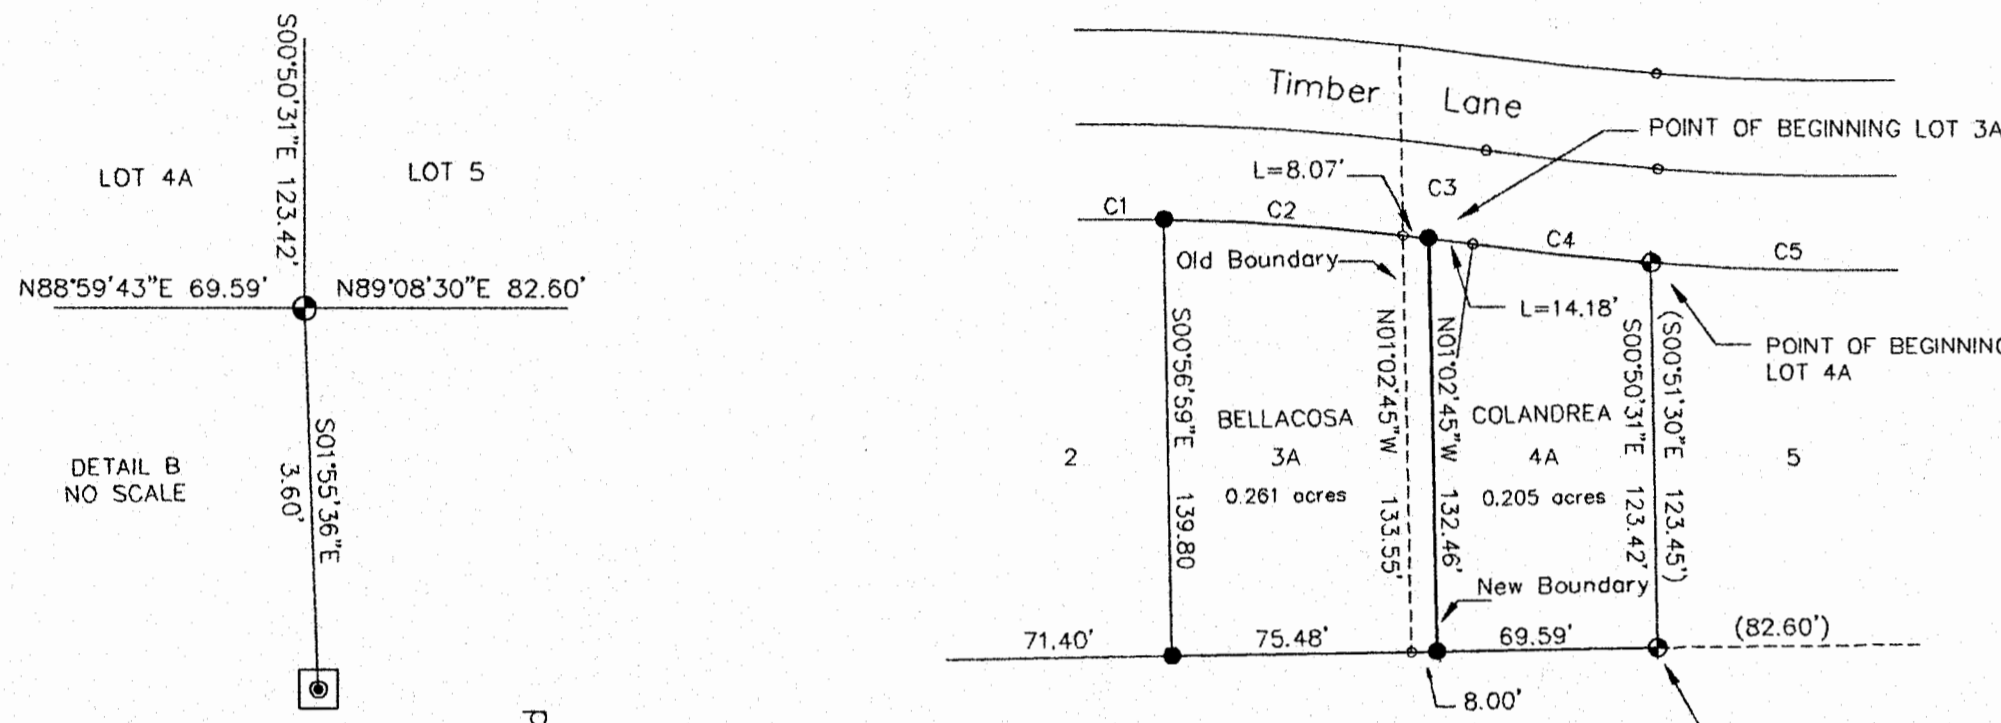 S00°50'31"E 123.42'
LOT 4A
LOT 5
N88°59'43"E 69.59'
N89°08'30"E 82.60'
DETAIL B
NO SCALE
S01°55'36"E
3.60'
Timber Lane
POINT OF BEGINNING LOT 3A
L=8.07'
C3
C1
C2
C4
C5
Old Boundary
L=14.18'
POINT OF BEGINNING
LOT 4A
S00°56'59"E 139.80
N01°02'45"W 133.55'
N01°02'45"W 132.46'
S00°50'31"E 123.42'
(S00°51'30"E 123.45')
2
BELLACOSA
3A
0.261 acres
COLANDREA
4A
0.205 acres
5
New Boundary
71.40'
75.48'
69.59'
(82.60')
8.00'